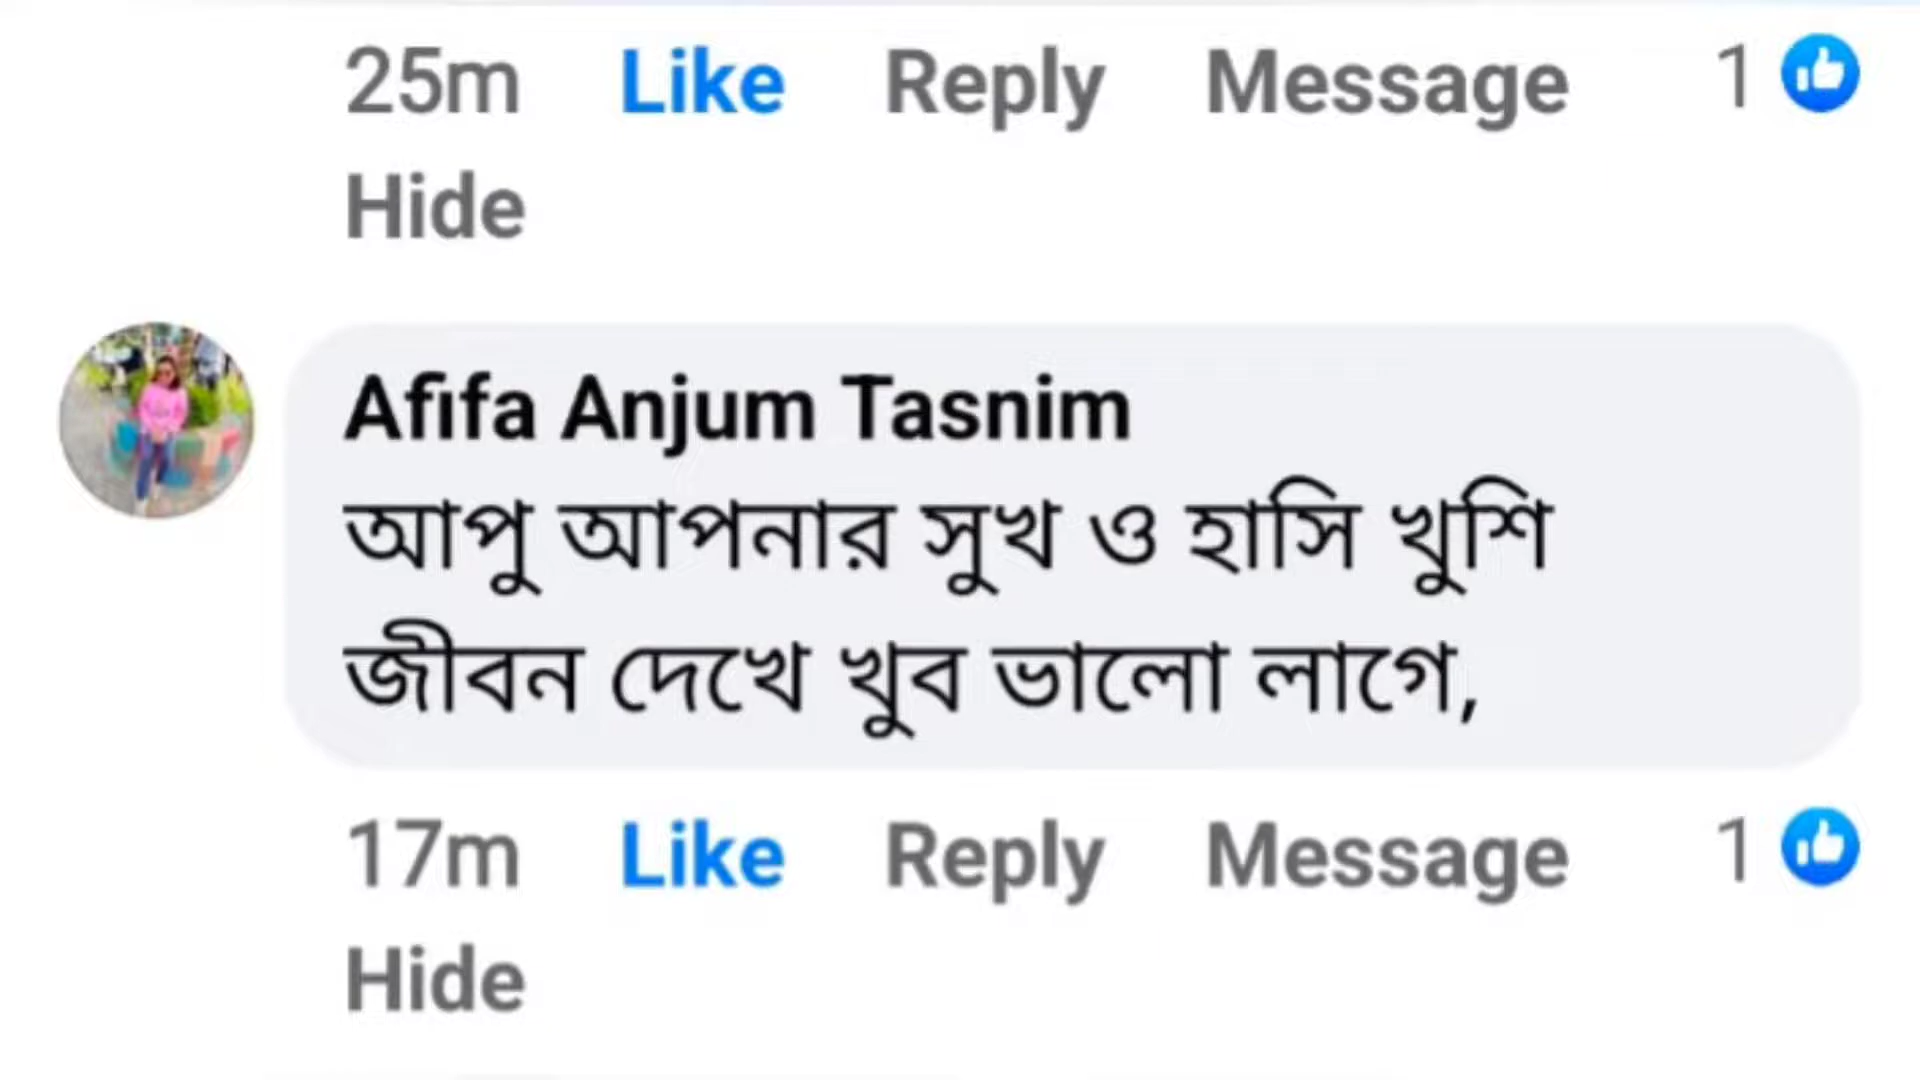 25m Like Reply Message 1
Hide
Afifa Anjum Tasnim
আপু আপনার সুখ ও হাসি খুশি
জীবন দেখে খুব ভালো লাগে,
17m Like Reply Message 1
Hide